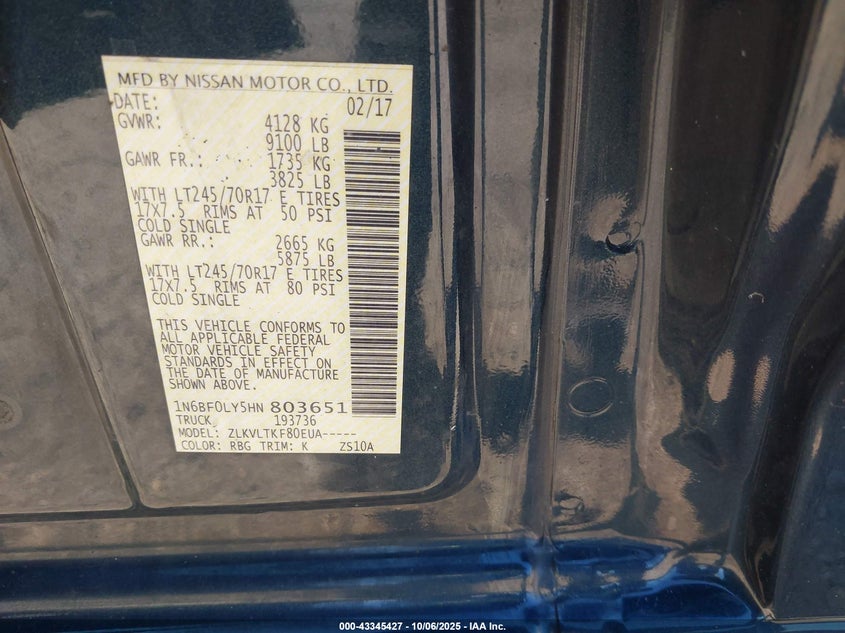 MFD BY NISSAN MOTOR CO., LTD.
DATE: 02/17
GVWR: 4128 KG
9100 LB
GAWR FR.: 1735 KG
3825 LB
WITH LT245/70R17 E TIRES
17X7.5 RIMS AT 50 PSI
COLD SINGLE
GAWR RR.: 2665 KG
5875 LB
WITH LT245/70R17 E TIRES
17X7.5 RIMS AT 80 PSI
COLD SINGLE
THIS VEHICLE CONFORMS TO
ALL APPLICABLE FEDERAL
MOTOR VEHICLE SAFETY
STANDARDS IN EFFECT ON
THE DATE OF MANUFACTURE
SHOWN ABOVE.
1N6BF0LY5HN 803651
TRUCK 193736
MODEL: ZLKVLTKF80EUA-----
COLOR: RBG TRIM: K ZS10A
000-43345427 - 10/06/2025 - IAA Inc.